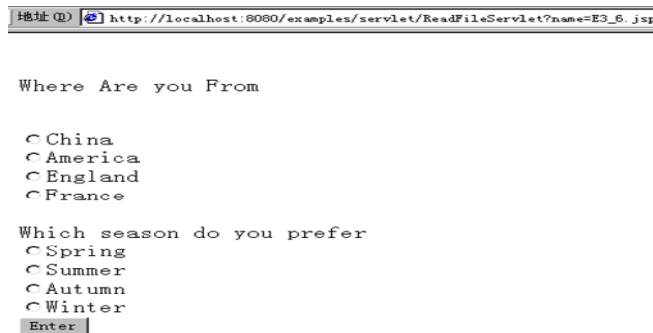 地址(D) http://localhost:8080/examples/servlet/ReadFileServlet?name=E3_6.jsp
Where Are you From
China
America
England
France
Which season do you prefer
Spring
Summer
Autumn
Winter
Enter